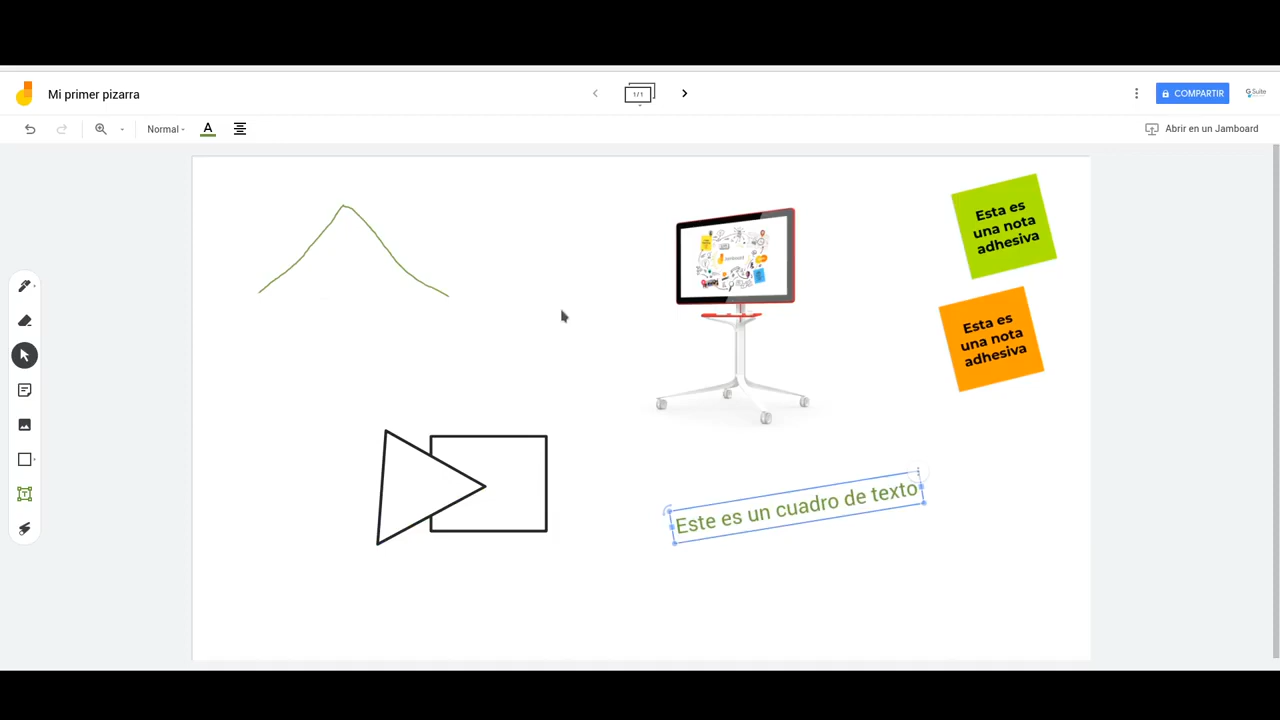 Mi primer pizarra
1/1
COMPARTIR
G Suite
Normal
A
Abrir en un Jamboard
Esta es
una nota
adhesiva
Esta es
una nota
adhesiva
Este es un cuadro de texto